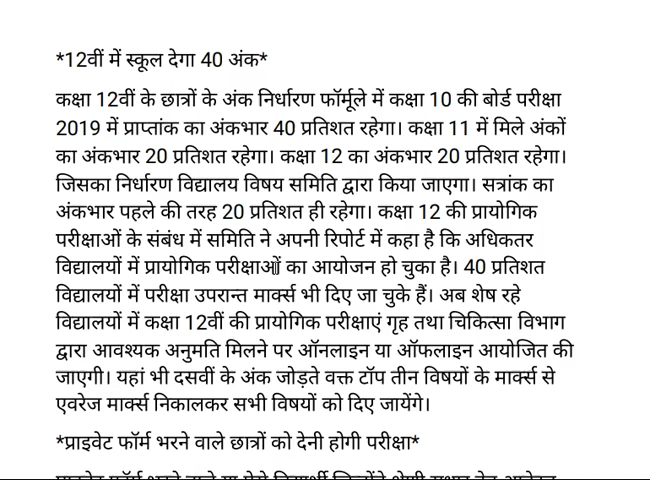 *12वीं में स्कूल देगा 40 अंक*
कक्षा 12वीं के छात्रों के अंक निर्धारण फॉर्मूले में कक्षा 10 की बोर्ड परीक्षा
2019 में प्राप्तांक का अंकभार 40 प्रतिशत रहेगा। कक्षा 11 में मिले अंकों
का अंकभार 20 प्रतिशत रहेगा। कक्षा 12 का अंकभार 20 प्रतिशत रहेगा।
जिसका निर्धारण विद्यालय विषय समिति द्वारा किया जाएगा। सत्रांक का
अंकभार पहले की तरह 20 प्रतिशत ही रहेगा। कक्षा 12 की प्रायोगिक
परीक्षाओं के संबंध में समिति ने अपनी रिपोर्ट में कहा है कि अधिकतर
विद्यालयों में प्रायोगिक परीक्षाओं का आयोजन हो चुका है। 40 प्रतिशत
विद्यालयों में परीक्षा उपरान्त मार्क्स भी दिए जा चुके हैं। अब शेष रहे
विद्यालयों में कक्षा 12वीं की प्रायोगिक परीक्षाएं गृह तथा चिकित्सा विभाग
द्वारा आवश्यक अनुमति मिलने पर ऑनलाइन या ऑफलाइन आयोजित की
जाएगी। यहां भी दसवीं के अंक जोड़ते वक्त टॉप तीन विषयों के मार्क्स से
एवरेज मार्क्स निकालकर सभी विषयों को दिए जायेंगे।
*प्राइवेट फॉर्म भरने वाले छात्रों को देनी होगी परीक्षा*